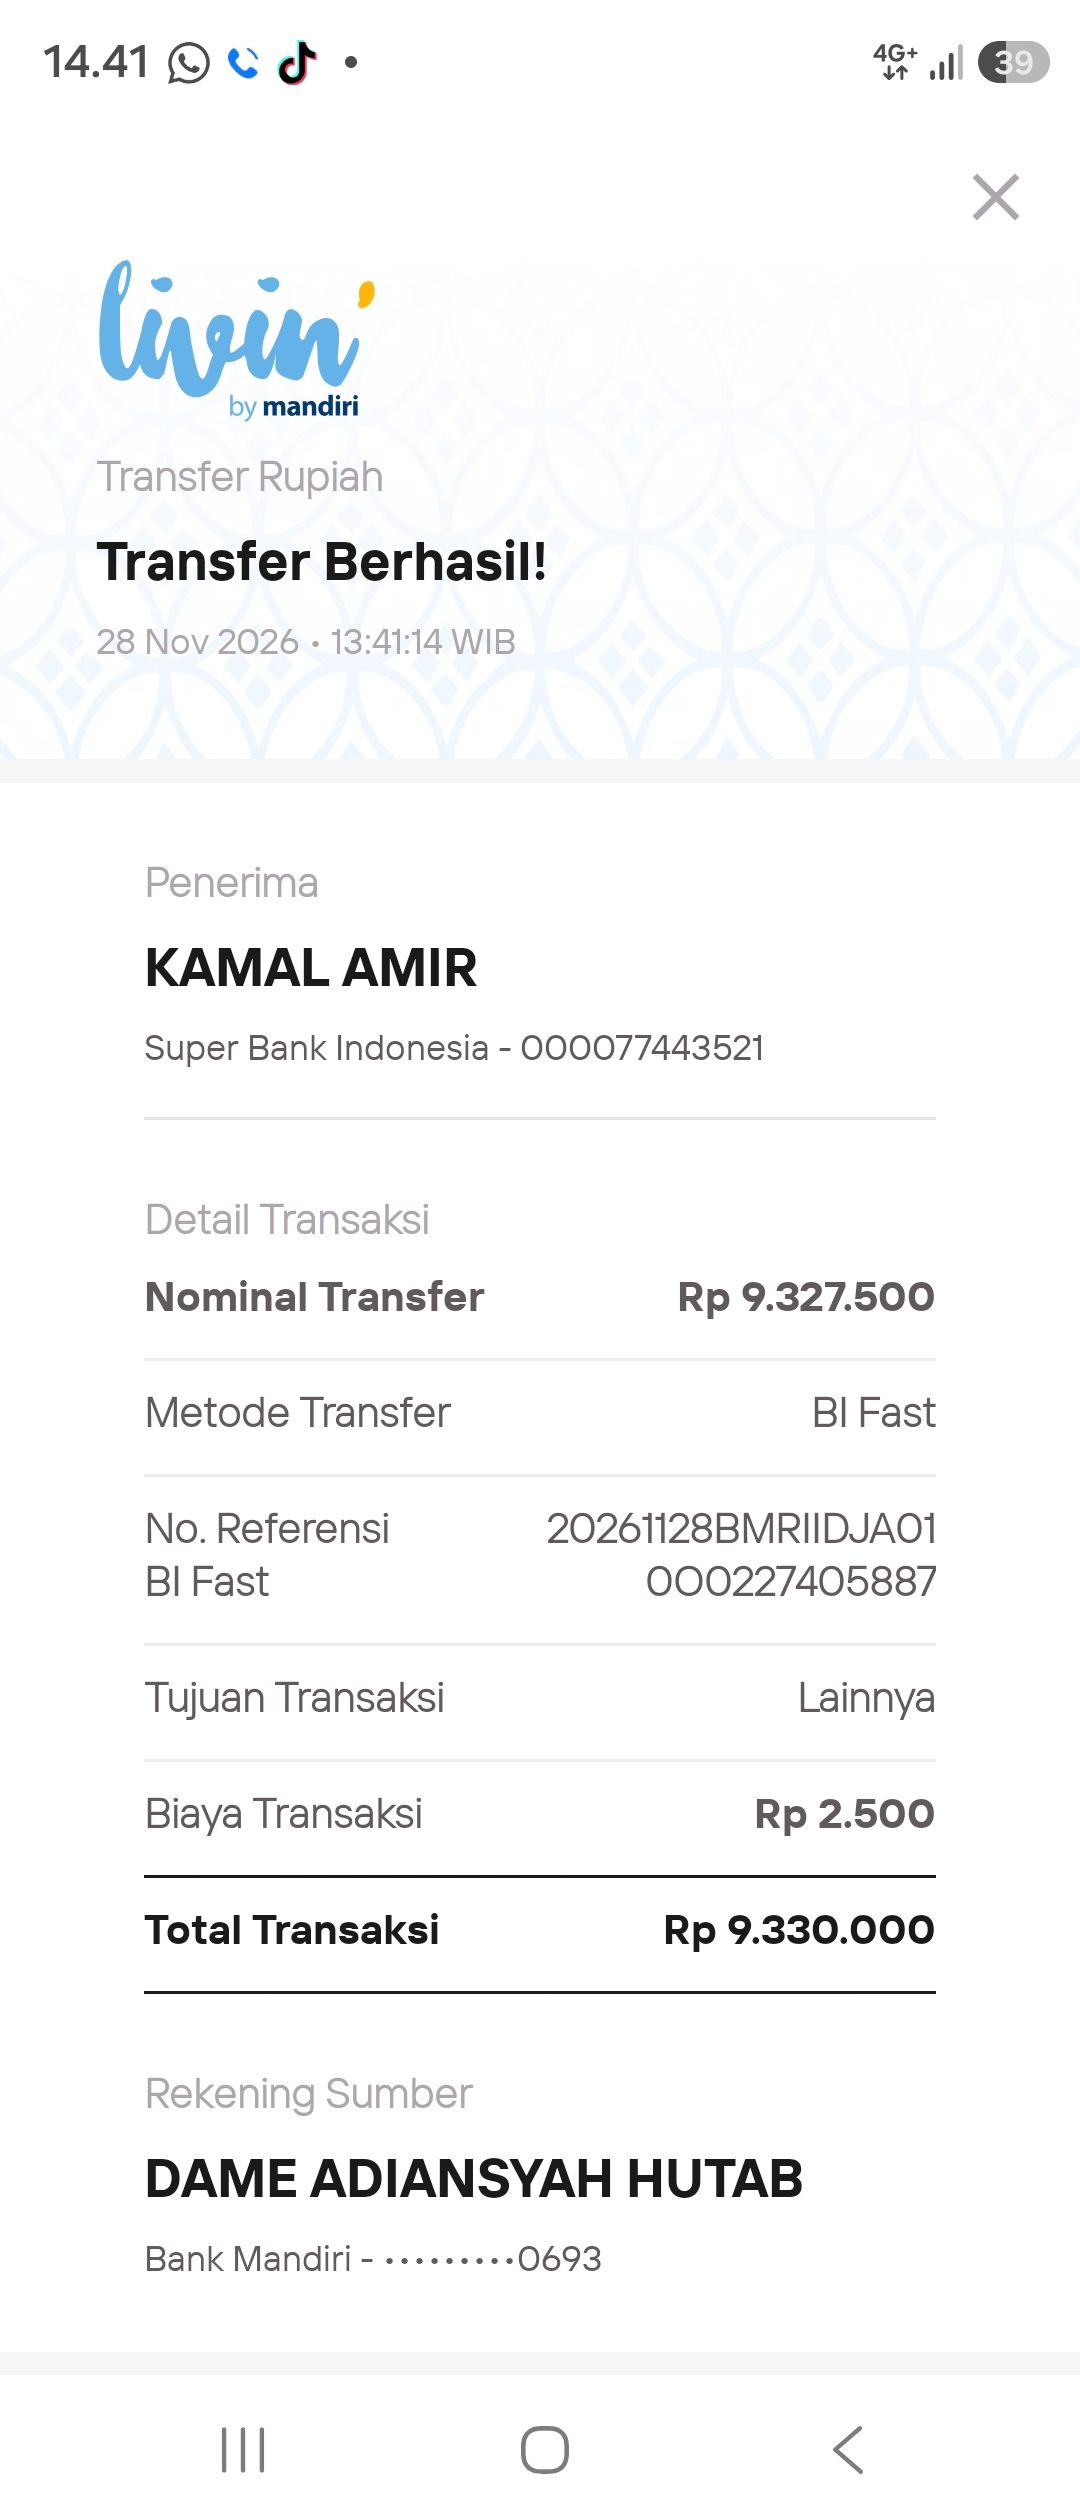 14.41
4G+
39
livin'
by mandiri
Transfer Rupiah
Transfer Berhasil!
28 Nov 2026 • 13:41:14 WIB
Penerima
KAMAL AMIR
Super Bank Indonesia - 000077443521
Detail Transaksi
Nominal Transfer Rp 9.327.500
Metode Transfer BI Fast
No. Referensi 20261128BMRIIDJA01
BI Fast 000227405887
Tujuan Transaksi Lainnya
Biaya Transaksi Rp 2.500
Total Transaksi Rp 9.330.000
Rekening Sumber
DAME ADIANSYAH HUTAB
Bank Mandiri - •••••••••0693